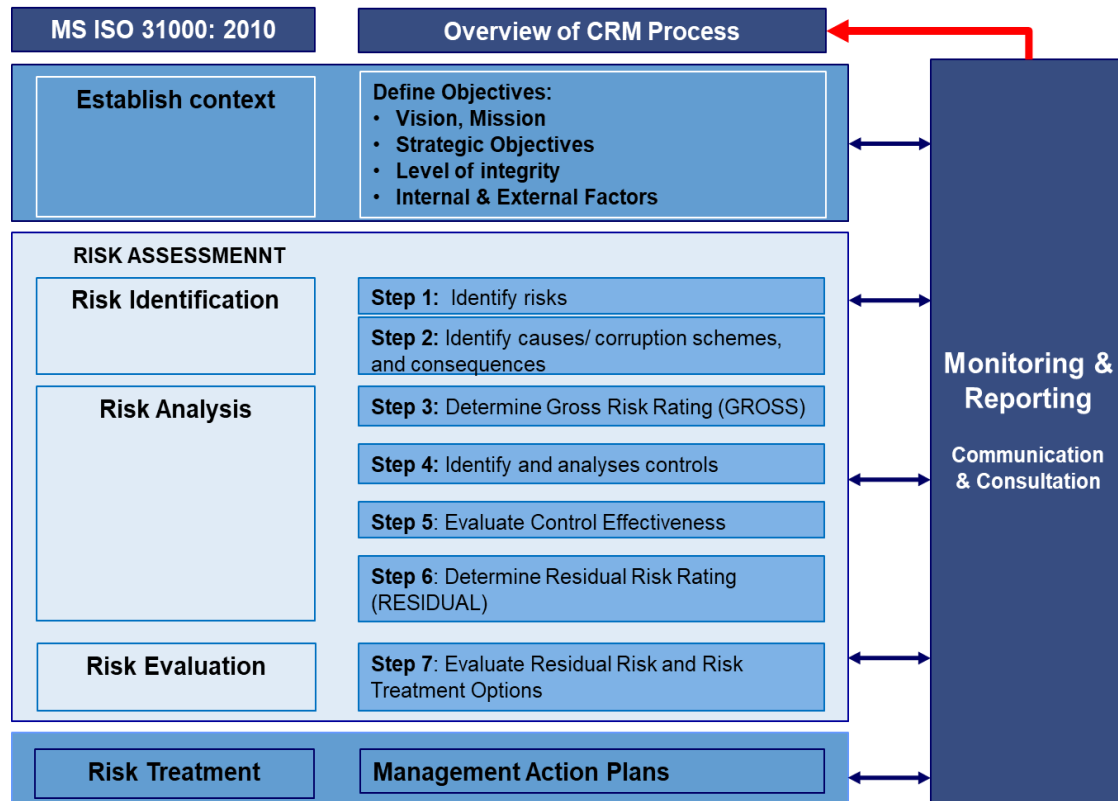 MS ISO 31000: 2010
Overview of CRM Process
Establish context
Define Objectives:
• Vision, Mission
• Strategic Objectives
• Level of integrity
• Internal & External Factors
RISK ASSESSMENNT
Risk Identification
Step 1: Identify risks
Step 2: Identify causes/ corruption schemes,
and consequences
Risk Analysis
Step 3: Determine Gross Risk Rating (GROSS)
Step 4: Identify and analyses controls
Step 5: Evaluate Control Effectiveness
Step 6: Determine Residual Risk Rating
(RESIDUAL)
Risk Evaluation
Step 7: Evaluate Residual Risk and Risk
Treatment Options
Risk Treatment
Management Action Plans
Monitoring &
Reporting
Communication
& Consultation